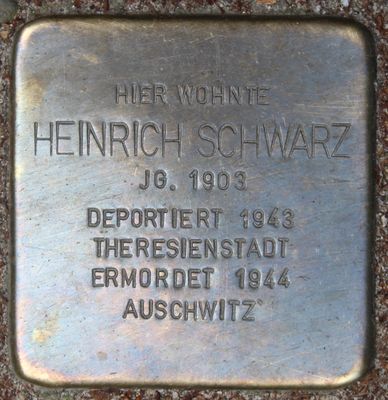 HIER WOHNTE
HEINRICH SCHWARZ
JG. 1903
DEPORTIERT 1943
THERESIENSTADT
ERMORDET 1944
AUSCHWITZ